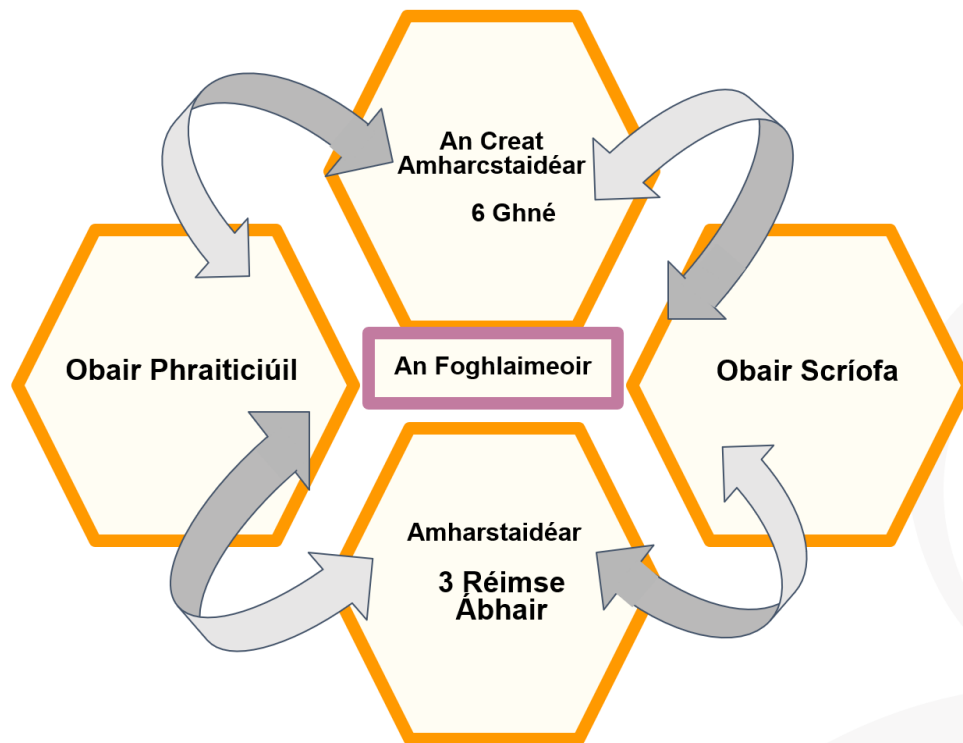 An Creat
Amharcstaidéar
6 Ghné
Obair Phraiticiúil
An Foghlaimeoir
Obair Scríofa
Amharstaidéar
3 Réimse
Ábhair